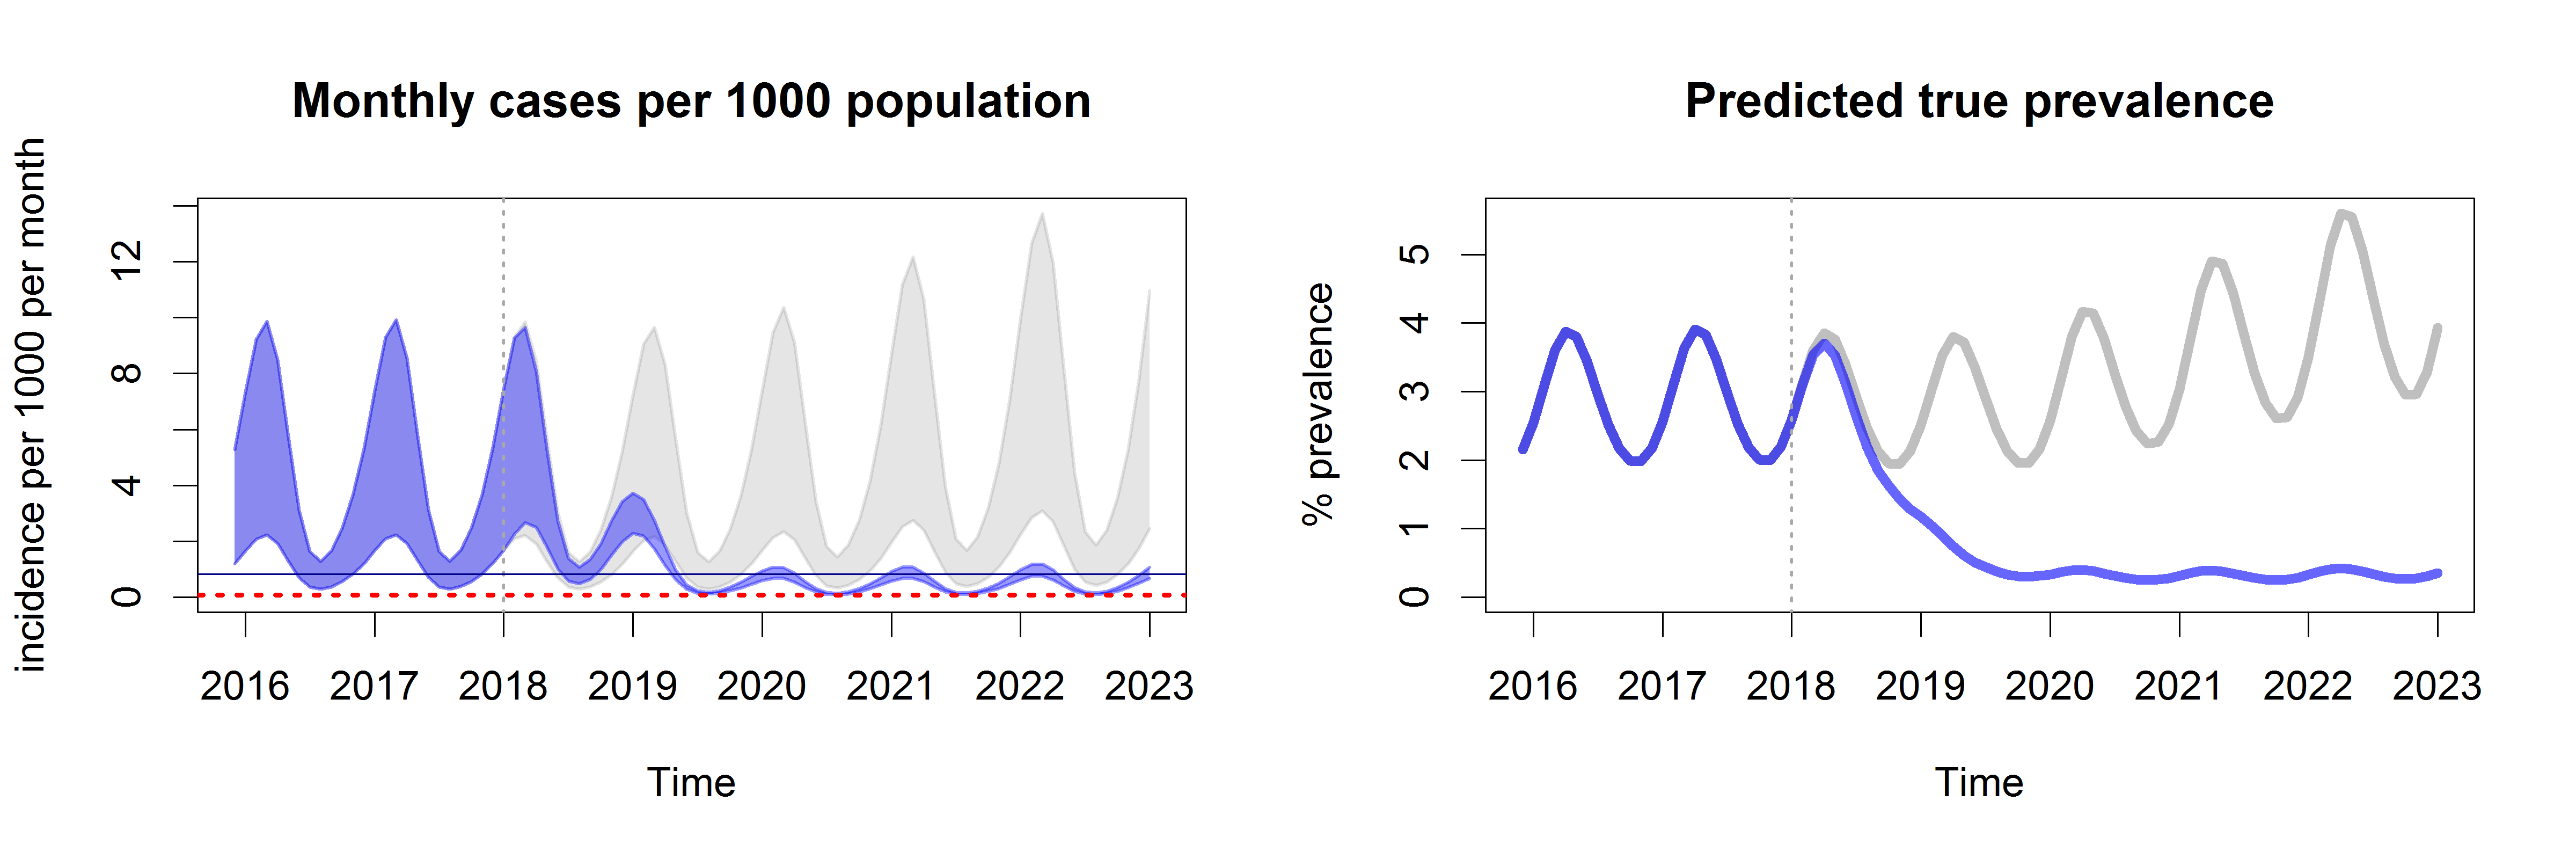 Monthly cases per 1000 population
incidence per 1000 per month
12
8
4
0
2016 2017 2018 2019 2020 2021 2022 2023
Time
Predicted true prevalence
% prevalence
5
4
3
2
1
0
2016 2017 2018 2019 2020 2021 2022 2023
Time